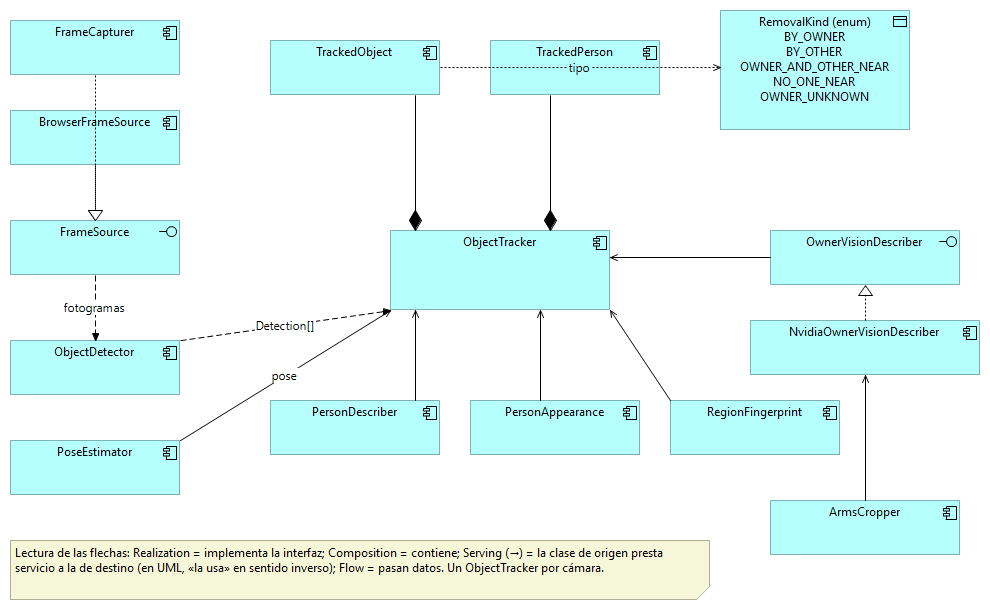 FrameCapturer
TrackedObject
TrackedPerson
RemovalKind (enum)
BY_OWNER
BY_OTHER
OWNER_AND_OTHER_NEAR
NO_ONE_NEAR
OWNER_UNKNOWN
tipo
BrowserFrameSource
FrameSource
ObjectTracker
OwnerVisionDescriber
fotogramas
Detection[]
NvidiaOwnerVisionDescriber
ObjectDetector
pose
PersonDescriber
PersonAppearance
RegionFingerprint
PoseEstimator
ArmsCropper
Lectura de las flechas: Realization = implementa la interfaz; Composition = contiene; Serving (→) = la clase de origen presta
servicio a la de destino (en UML, «la usa» en sentido inverso); Flow = pasan datos. Un ObjectTracker por cámara.